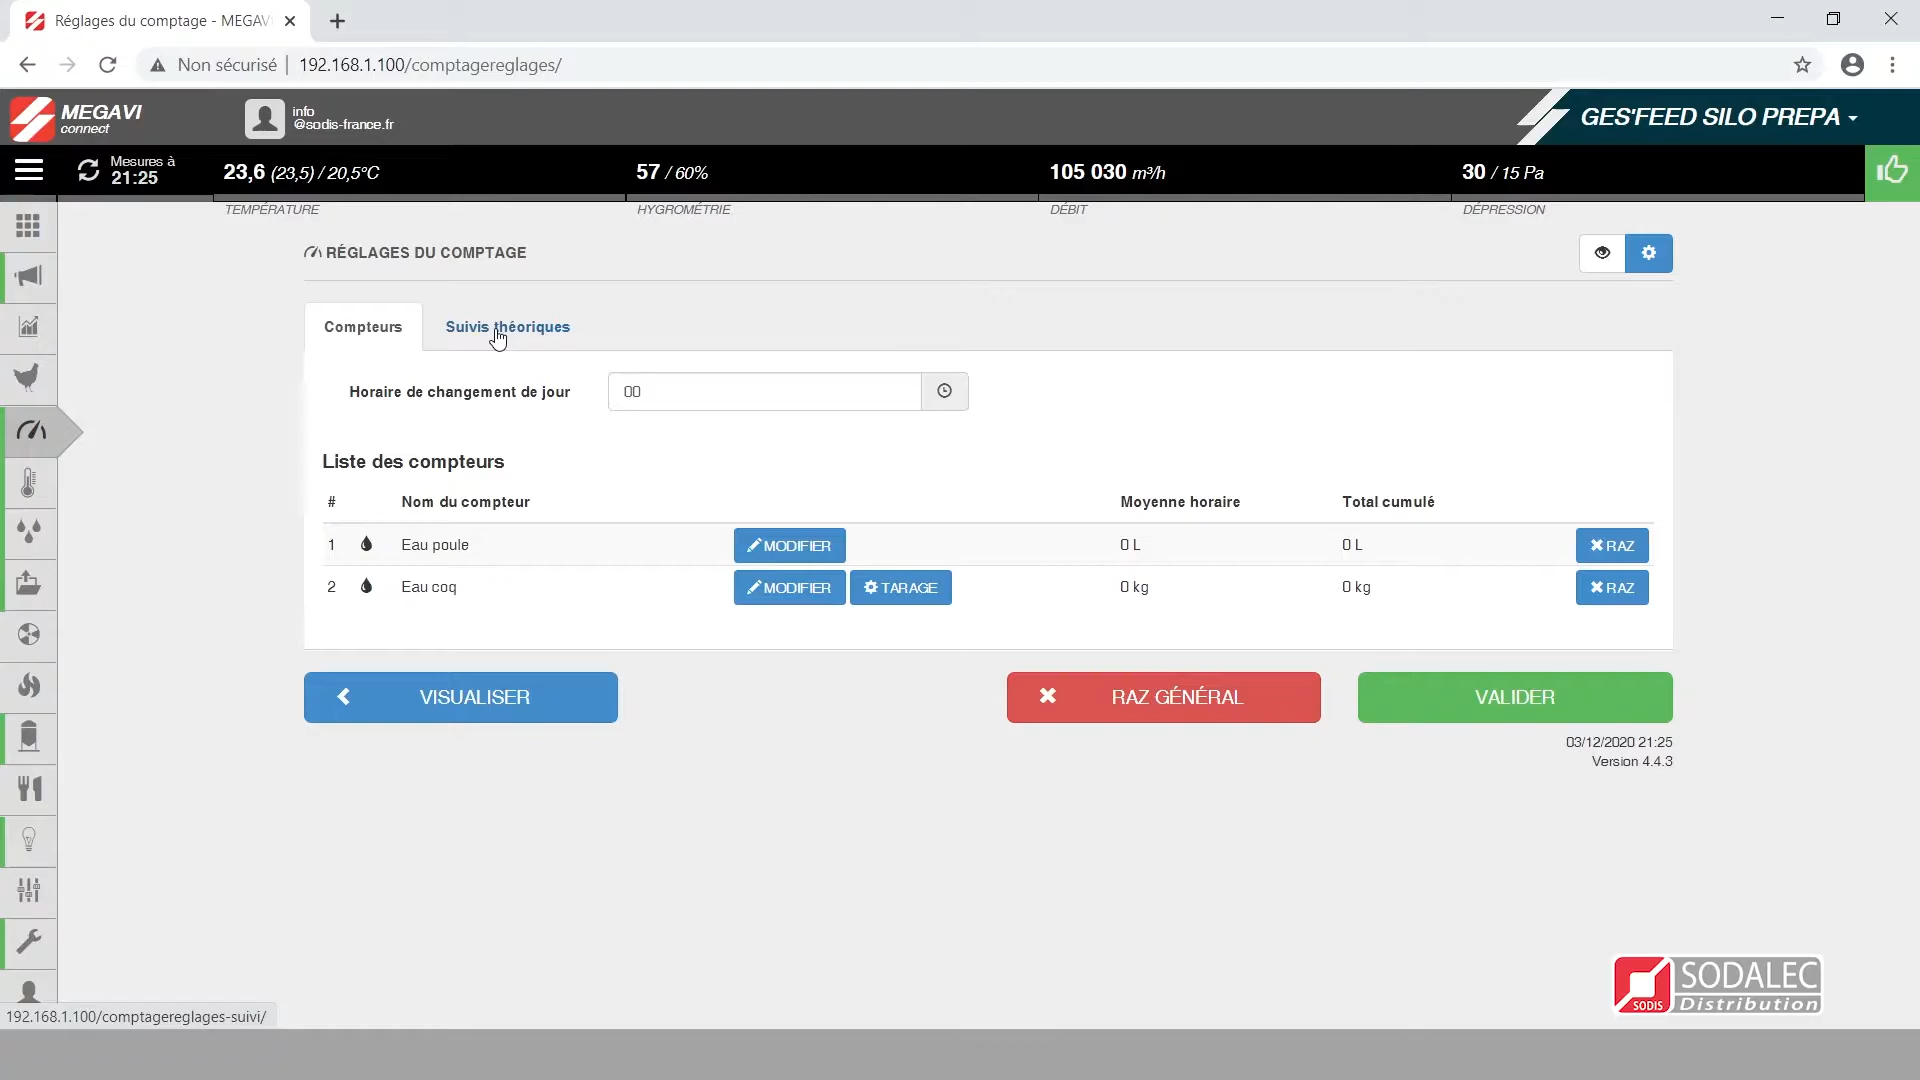 Réglages du comptage - MEGAV
Non sécurisé | 192.168.1.100/comptagereglages/
MEGAVI
connect
info
@sodis-france.fr
GES'FEED SILO PREPA
Mesures à
21:25
23,6 (23,5) / 20,5°C
57 / 60%
105 030 m³/h
30 / 15 Pa
TEMPÉRATURE
HYGROMÉTRIE
DÉBIT
DÉPRESSION
RÉGLAGES DU COMPTAGE
Compteurs
Suivis théoriques
Horaire de changement de jour
00
Liste des compteurs
# Nom du compteur Moyenne horaire Total cumulé
1 Eau poule MODIFIER 0 L 0 L RAZ
2 Eau coq MODIFIER TARAGE 0 kg 0 kg RAZ
VISUALISER
RAZ GÉNÉRAL
VALIDER
03/12/2020 21:25
Version 4.4.3
SODIS
SODALEC
Distribution
192.168.1.100/comptagereglages-suivi/